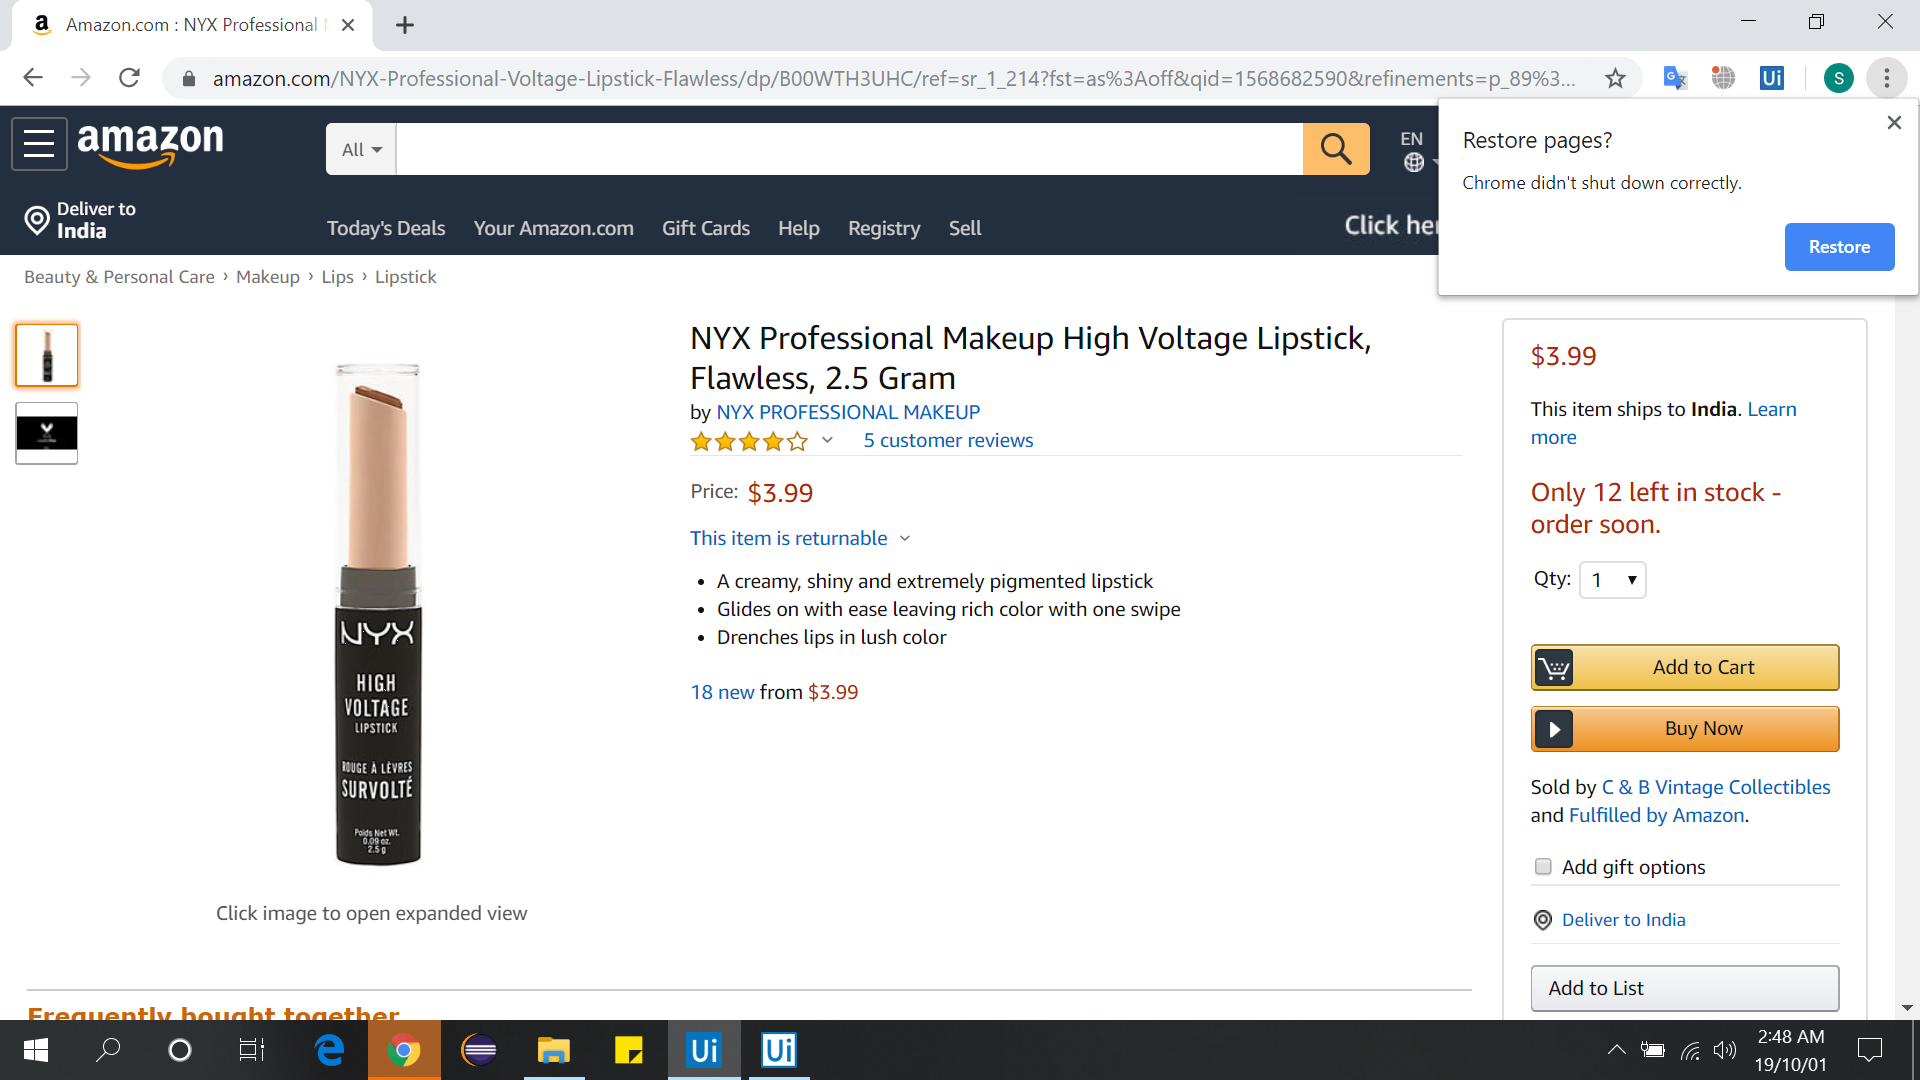 Amazon.com : NYX Professional
amazon.com/NYX-Professional-Voltage-Lipstick-Flawless/dp/B00WTH3UHC/ref=sr_1_214?fst=as%3Aoff&qid=1568682590&refinements=p_89%3...
Ui
S
Restore pages?
Chrome didn't shut down correctly.
Restore
amazon
All
EN
Deliver to
India
Today's Deals
Your Amazon.com
Gift Cards
Help
Registry
Sell
Click her
Beauty & Personal Care › Makeup › Lips › Lipstick
NYX
HIGH
VOLTAGE
LIPSTICK
ROUGE À LÈVRES
SURVOLTÉ
Poids Net Wt.
0.09 oz.
2.5 g
Click image to open expanded view
NYX Professional Makeup High Voltage Lipstick,
Flawless, 2.5 Gram
by NYX PROFESSIONAL MAKEUP
5 customer reviews
Price: $3.99
This item is returnable
• A creamy, shiny and extremely pigmented lipstick
• Glides on with ease leaving rich color with one swipe
• Drenches lips in lush color
18 new from $3.99
$3.99
This item ships to India. Learn
more
Only 12 left in stock -
order soon.
Qty: 1
Add to Cart
Buy Now
Sold by C & B Vintage Collectibles
and Fulfilled by Amazon.
Add gift options
Deliver to India
Add to List
Frequently bought together
Ui
Ui
2:48 AM
19/10/01